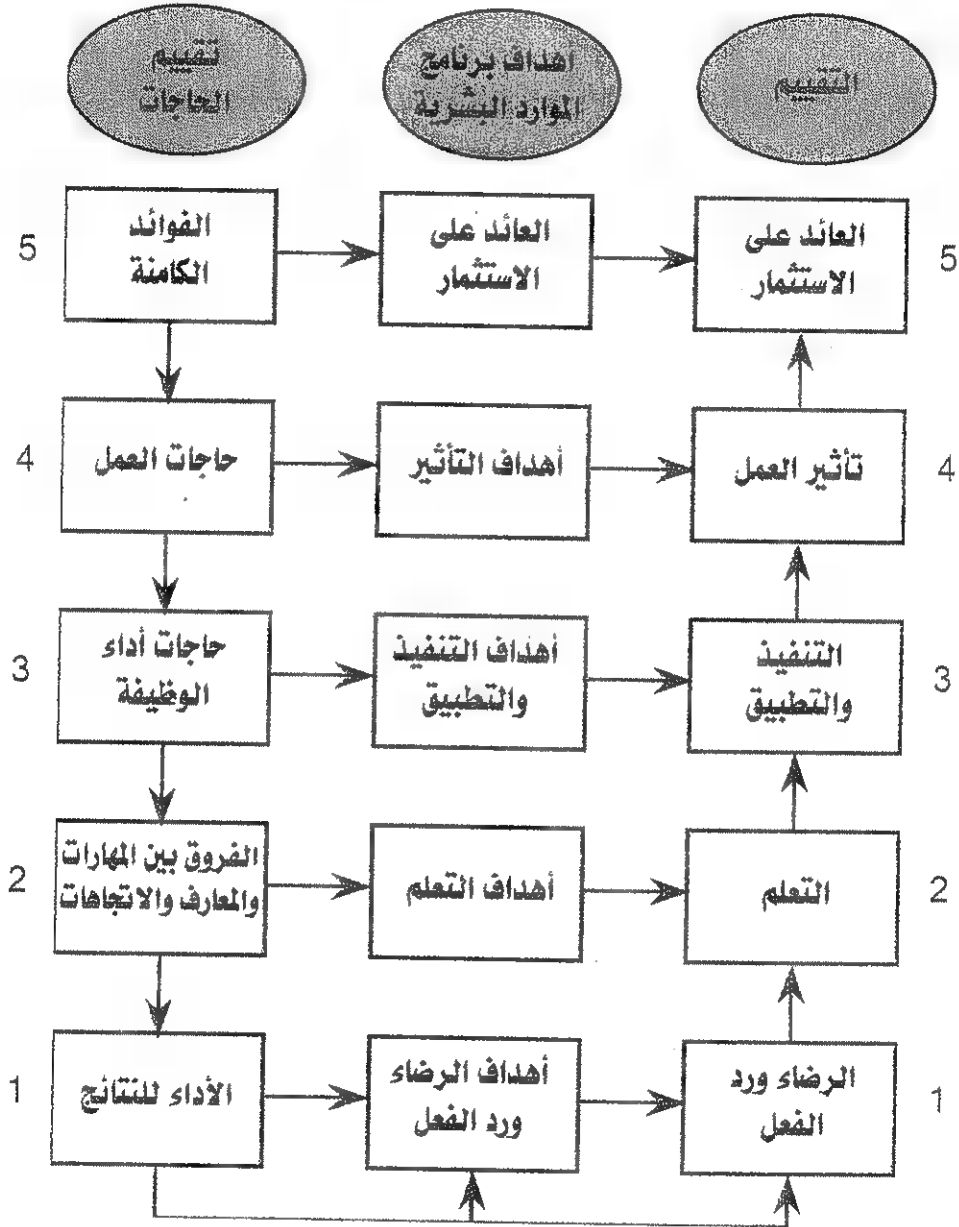 تقييم
الحاجات
اهداف برنامج
الموارد البشرية
التقييم
5
الفوائد
الكامنة
العائد على
الاستثمار
العائد على
الاستثمار
5
4
حاجات العمل
أهداف التأثير
تأثير العمل
4
3
حاجات أداء
الوظيفة
أهداف التنفيذ
والتطبيق
التنفيذ
والتطبيق
3
2
الفروق بين المهارات
والمعارف والاتجاهات
أهداف التعلم
التعلم
2
1
الأداء للنتائج
أهداف الرضاء
ورد الفعل
الرضاء ورد
الفعل
1